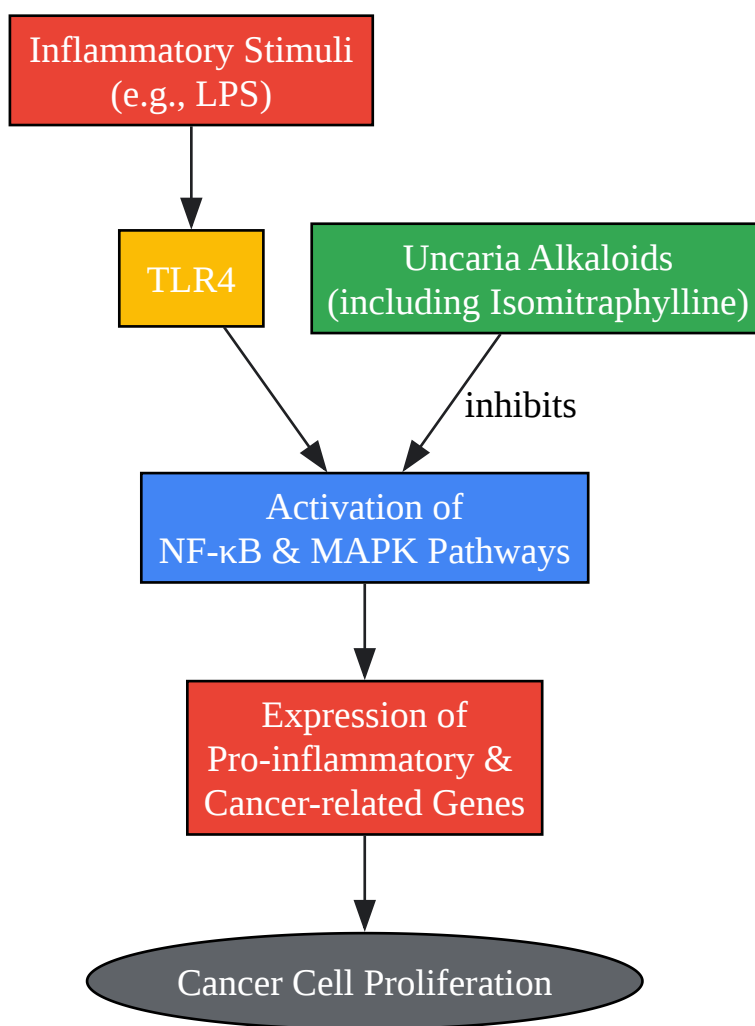 Inflammatory Stimuli
(e.g., LPS)
TLR4
Uncaria Alkaloids
(including Isomitraphylline)
inhibits
Activation of
NF-κB & MAPK Pathways
Expression of
Pro-inflammatory &
Cancer-related Genes
Cancer Cell Proliferation